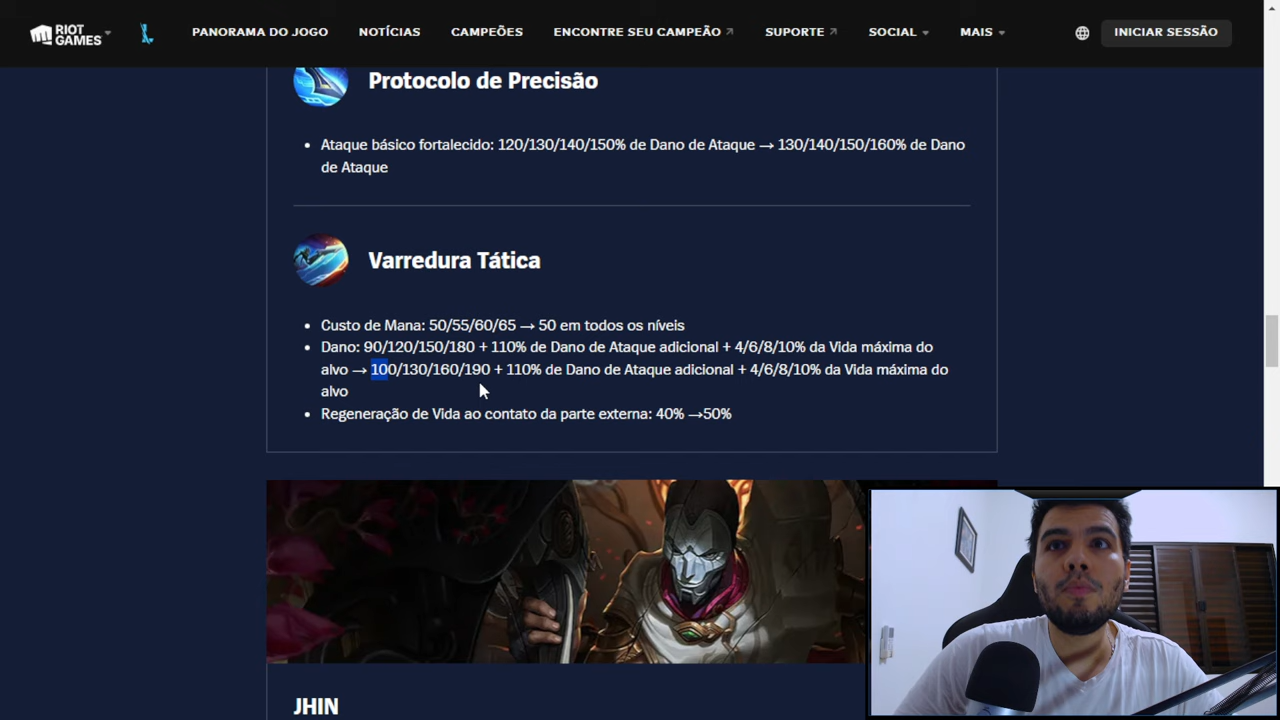 RIOT GAMES
PANORAMA DO JOGO NOTÍCIAS CAMPEÕES ENCONTRE SEU CAMPEÃO SUPORTE SOCIAL MAIS INICIAR SESSÃO
Protocolo de Precisão
Ataque básico fortalecido: 120/130/140/150% de Dano de Ataque → 130/140/150/160% de Dano
de Ataque
Varredura Tática
Custo de Mana: 50/55/60/65 → 50 em todos os níveis
Dano: 90/120/150/180 + 110% de Dano de Ataque adicional + 4/6/8/10% da Vida máxima do
alvo → 100/130/160/190 + 110% de Dano de Ataque adicional + 4/6/8/10% da Vida máxima do
alvo
Regeneração de Vida ao contato da parte externa: 40% →50%
JHIN